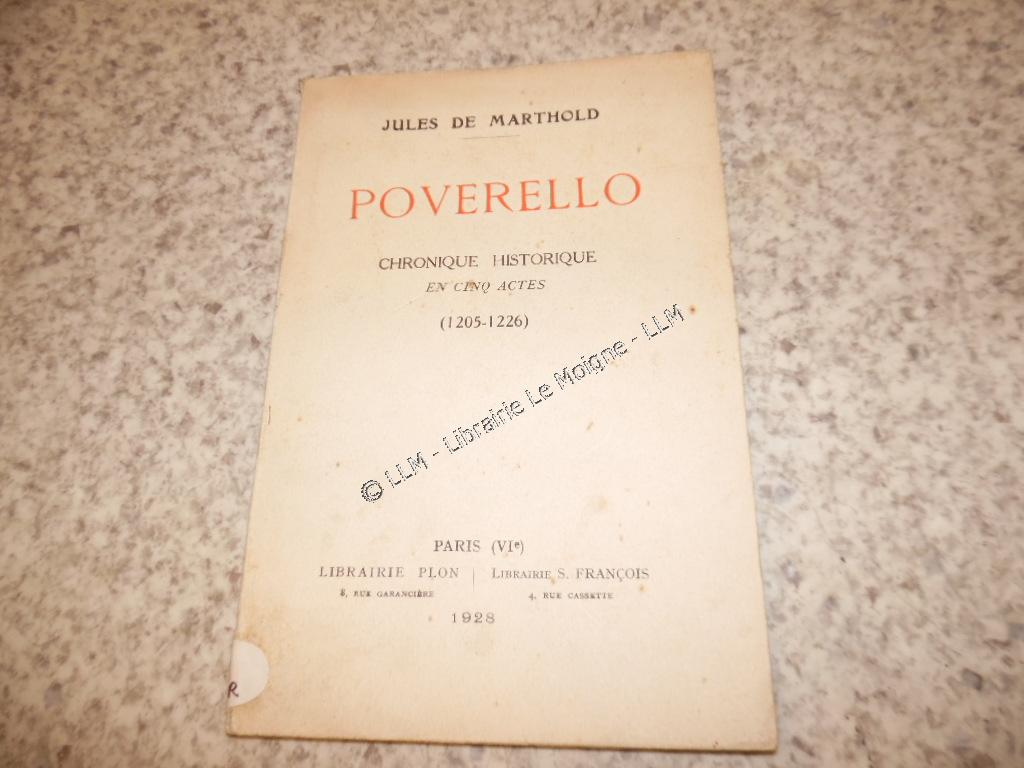 JULES DE MARTHOLD
POVERELLO
CHRONIQUE HISTORIQUE
EN CINQ ACTES
(1205-1226)
© LLM - Librairie Le Moigne - LLM
PARIS (VIe)
LIBRAIRIE PLON
8, RUE GARANCIÈRE
LIBRAIRIE S. FRANÇOIS
4, RUE CASSETTE
1928
R